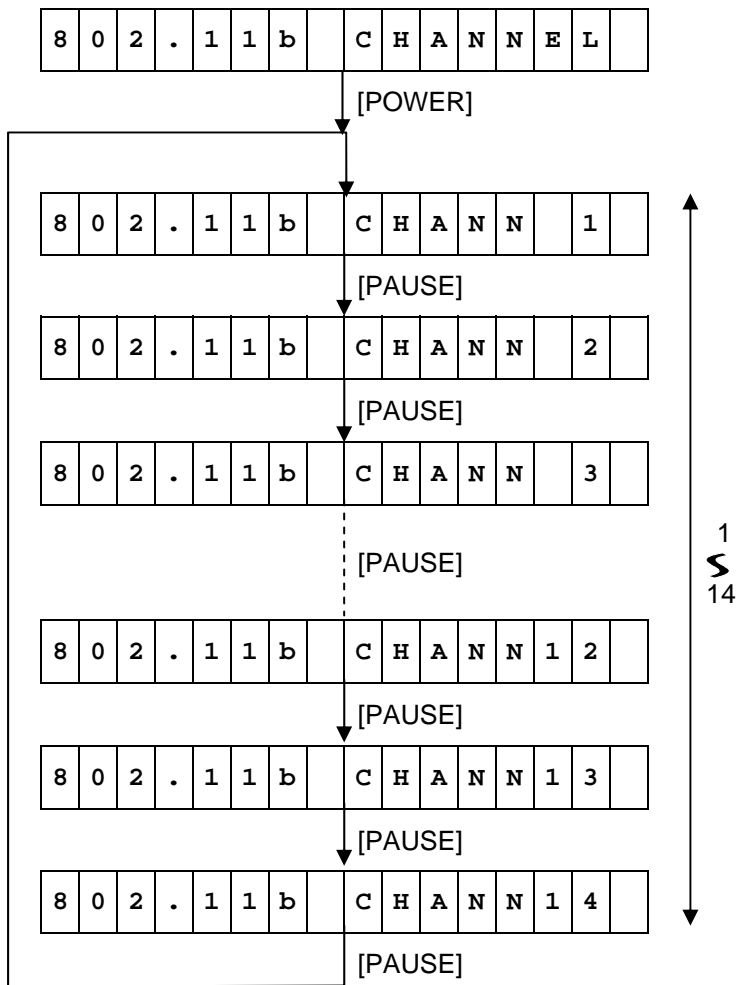 802.11b CHANNEL
[POWER]
802.11b CHANN 1
[PAUSE]
802.11b CHANN 2
[PAUSE]
802.11b CHANN 3
[PAUSE]
1
14
802.11b CHANN12
[PAUSE]
802.11b CHANN13
[PAUSE]
802.11b CHANN14
[PAUSE]